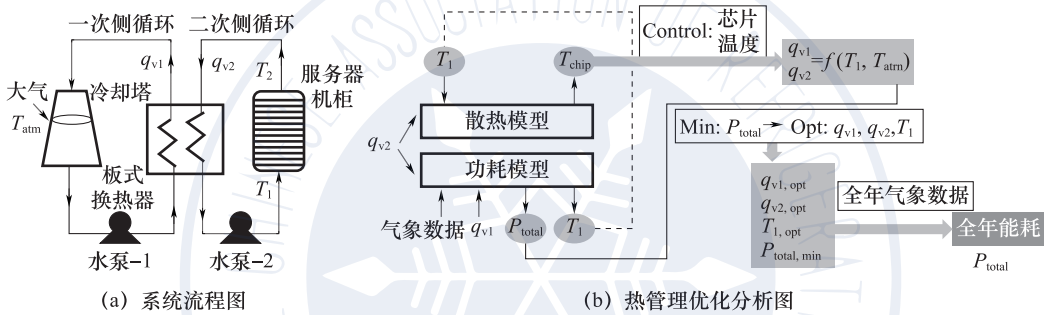 一次侧循环
二次侧循环
q_v1
q_v2
T_2
大气
T_atm
冷却塔
服务器
机柜
板式
换热器
T_1
水泵-1
水泵-2
(a) 系统流程图
T_1
T_chip
散热模型
q_v2
功耗模型
气象数据
q_v1
P_total
T_1
Control: 芯片
温度
q_v1
q_v2
=f(T_1, T_atrn)
Min: P_total → Opt: q_v1, q_v2,T_1
q_v1, opt
q_v2, opt
T_1, opt
P_total, min
全年气象数据
全年能耗
P_total
(b) 热管理优化分析图